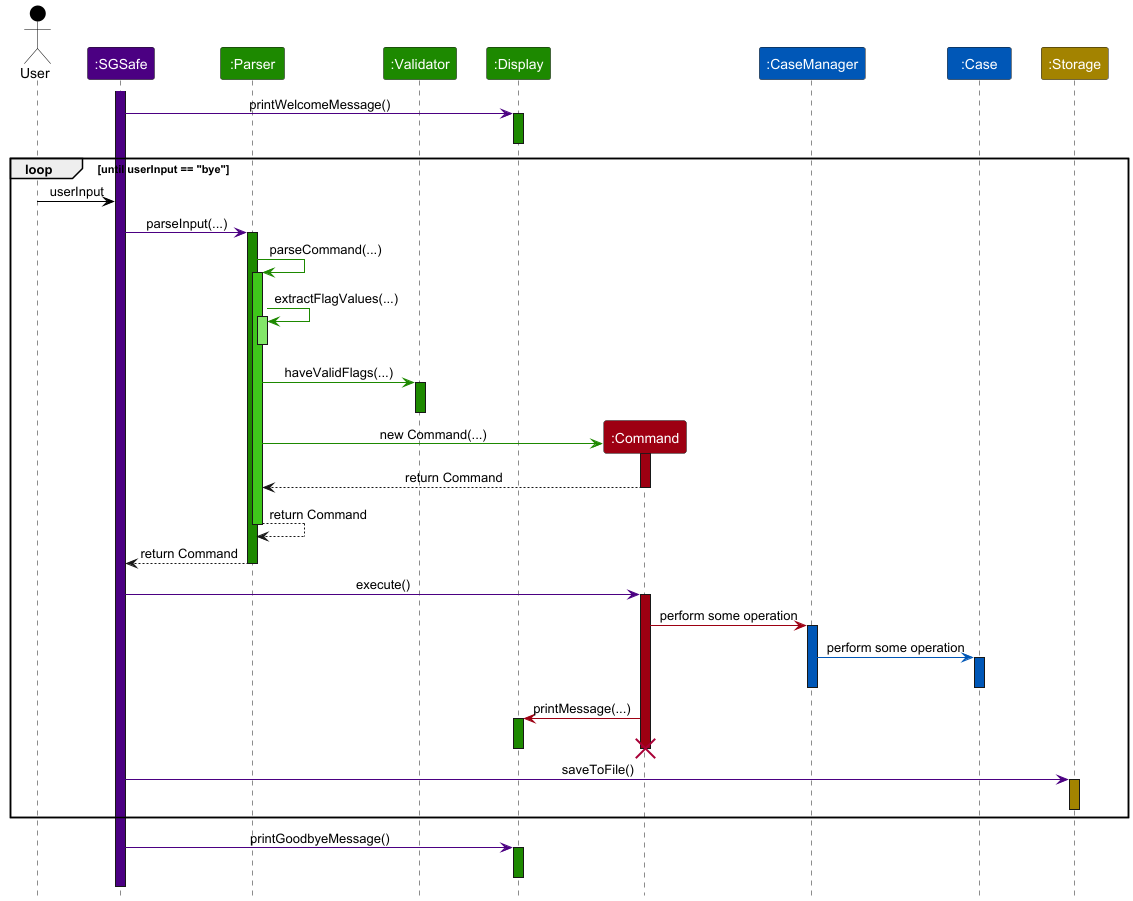 User
:SGSafe
:Parser
:Validator
:Display
:CaseManager
:Case
:Storage
printWelcomeMessage()
loop
[until userInput == "bye"]
userInput
parseInput(...)
parseCommand(...)
extractFlagValues(...)
haveValidFlags(...)
new Command(...)
:Command
return Command
return Command
return Command
execute()
perform some operation
perform some operation
printMessage(...)
saveToFile()
printGoodbyeMessage()